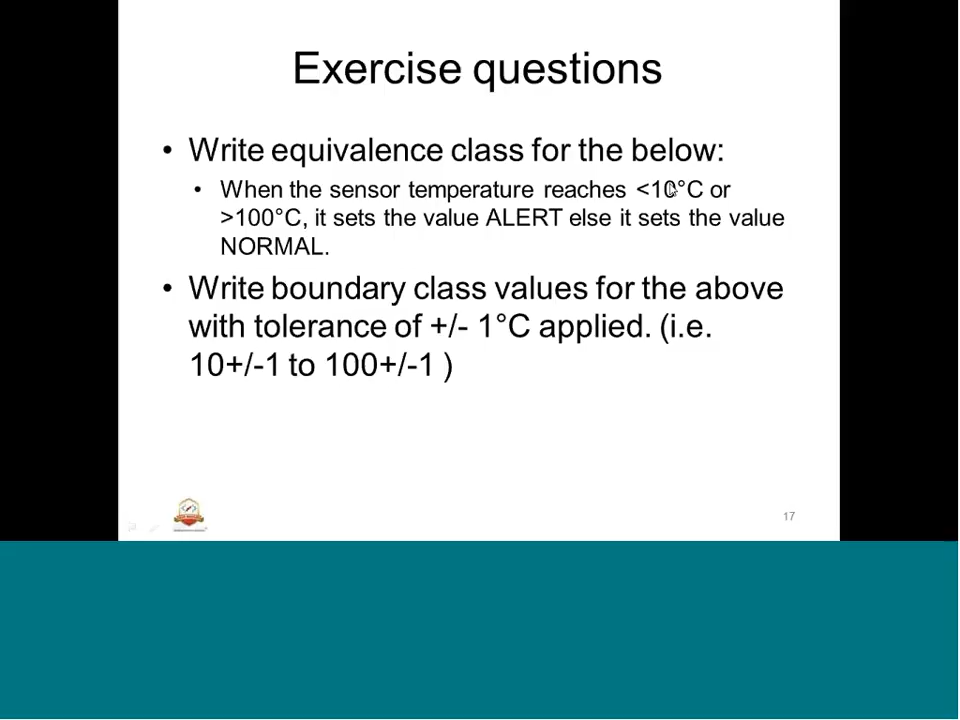 Exercise questions
• Write equivalence class for the below:
• When the sensor temperature reaches <10°C or
>100°C, it sets the value ALERT else it sets the value
NORMAL.
• Write boundary class values for the above
with tolerance of +/- 1°C applied. (i.e.
10+/-1 to 100+/-1 )
17